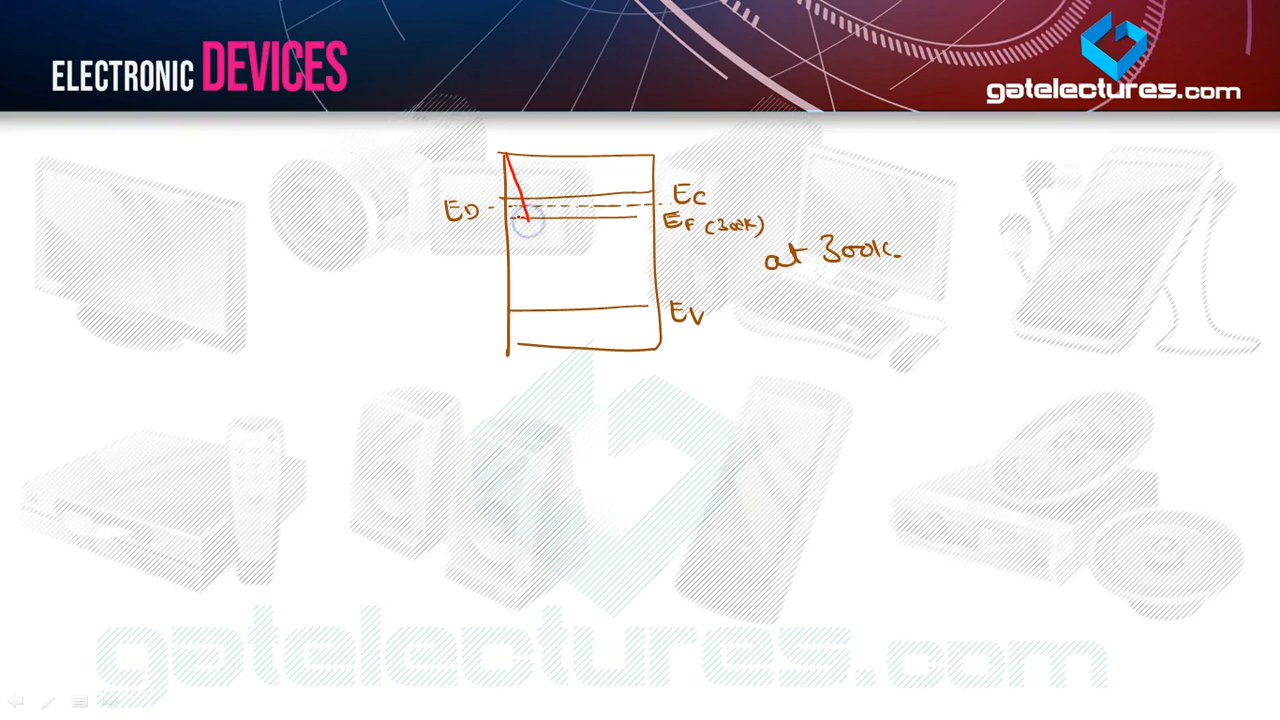 ELECTRONIC DEVICES
gatelectures.com
EC
ED
EF (300K)
at 300K.
EV
gatelectures.com